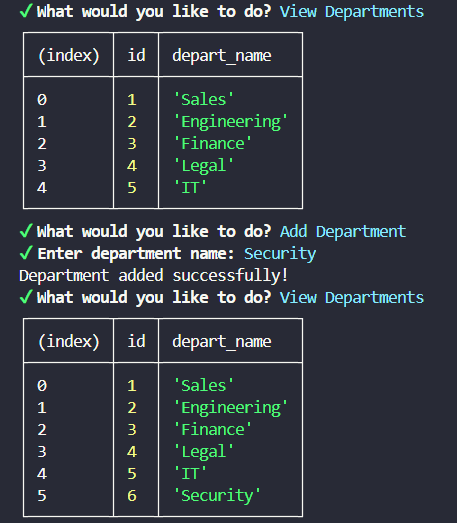 ✓ What would you like to do? View Departments
(index) id depart_name
0 1 'Sales'
1 2 'Engineering'
2 3 'Finance'
3 4 'Legal'
4 5 'IT'
✓ What would you like to do? Add Department
✓ Enter department name: Security
Department added successfully!
✓ What would you like to do? View Departments
(index) id depart_name
0 1 'Sales'
1 2 'Engineering'
2 3 'Finance'
3 4 'Legal'
4 5 'IT'
5 6 'Security'